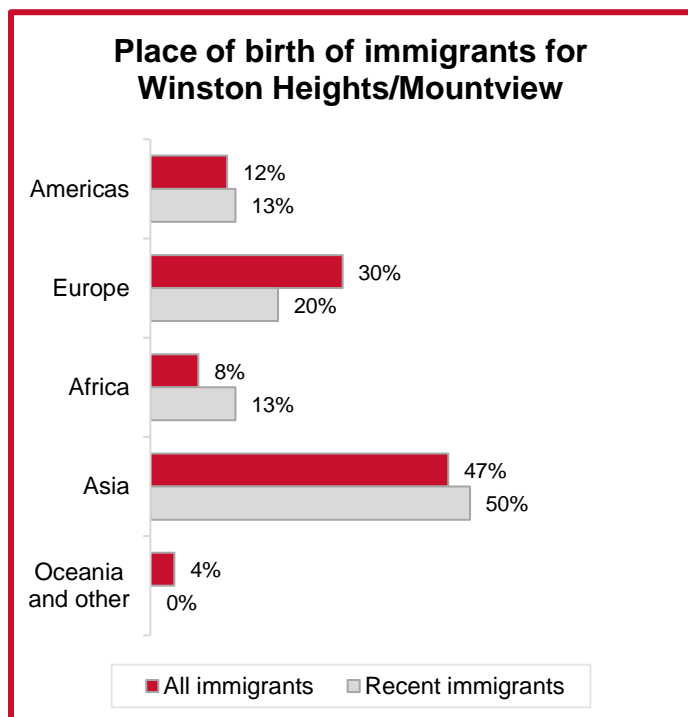 Place of birth of immigrants for
Winston Heights/Mountview
Americas
12%
13%
Europe
30%
20%
Africa
8%
13%
Asia
47%
50%
Oceania
and other
4%
0%
All immigrants
Recent immigrants